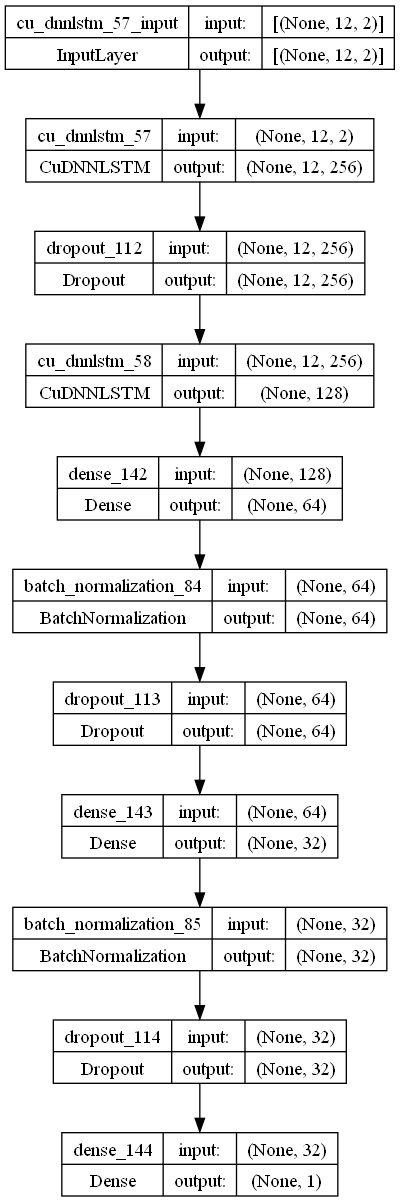 cu_dnnlstm_57_input input: [(None, 12, 2)]
InputLayer output: [(None, 12, 2)]
cu_dnnlstm_57 input: (None, 12, 2)
CuDNNLSTM output: (None, 12, 256)
dropout_112 input: (None, 12, 256)
Dropout output: (None, 12, 256)
cu_dnnlstm_58 input: (None, 12, 256)
CuDNNLSTM output: (None, 128)
dense_142 input: (None, 128)
Dense output: (None, 64)
batch_normalization_84 input: (None, 64)
BatchNormalization output: (None, 64)
dropout_113 input: (None, 64)
Dropout output: (None, 64)
dense_143 input: (None, 64)
Dense output: (None, 32)
batch_normalization_85 input: (None, 32)
BatchNormalization output: (None, 32)
dropout_114 input: (None, 32)
Dropout output: (None, 32)
dense_144 input: (None, 32)
Dense output: (None, 1)